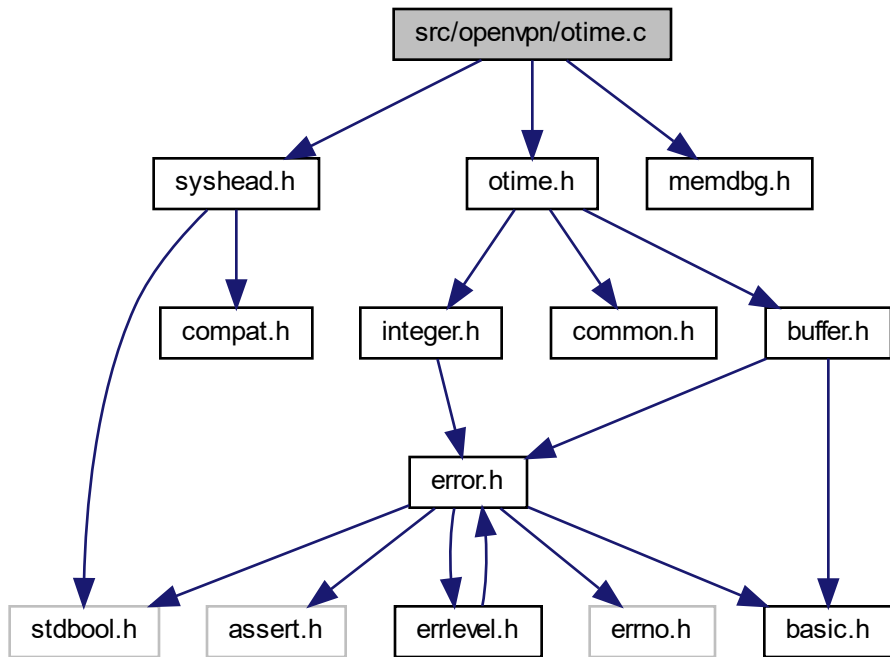 src/openvpn/otime.c
syshead.h
otime.h
memdbg.h
compat.h
integer.h
common.h
buffer.h
error.h
stdbool.h
assert.h
errlevel.h
errno.h
basic.h